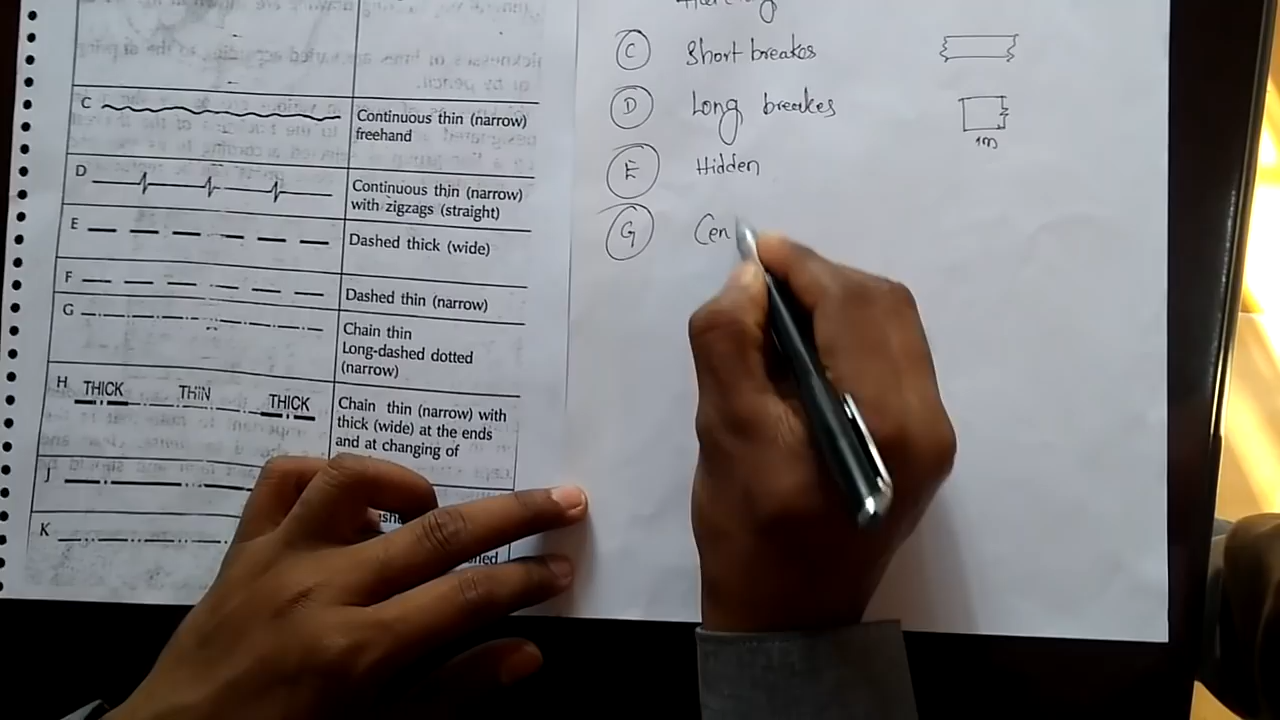 C
Continuous thin (narrow)
freehand
D
Continuous thin (narrow)
with zigzags (straight)
E
Dashed thick (wide)
F
Dashed thin (narrow)
G
Chain thin
Long-dashed dotted
(narrow)
H THICK THIN THICK
Chain thin (narrow) with
thick (wide) at the ends
and at changing of
J
K
C Short breakes
D Long breakes
1m
E Hidden
G Cen